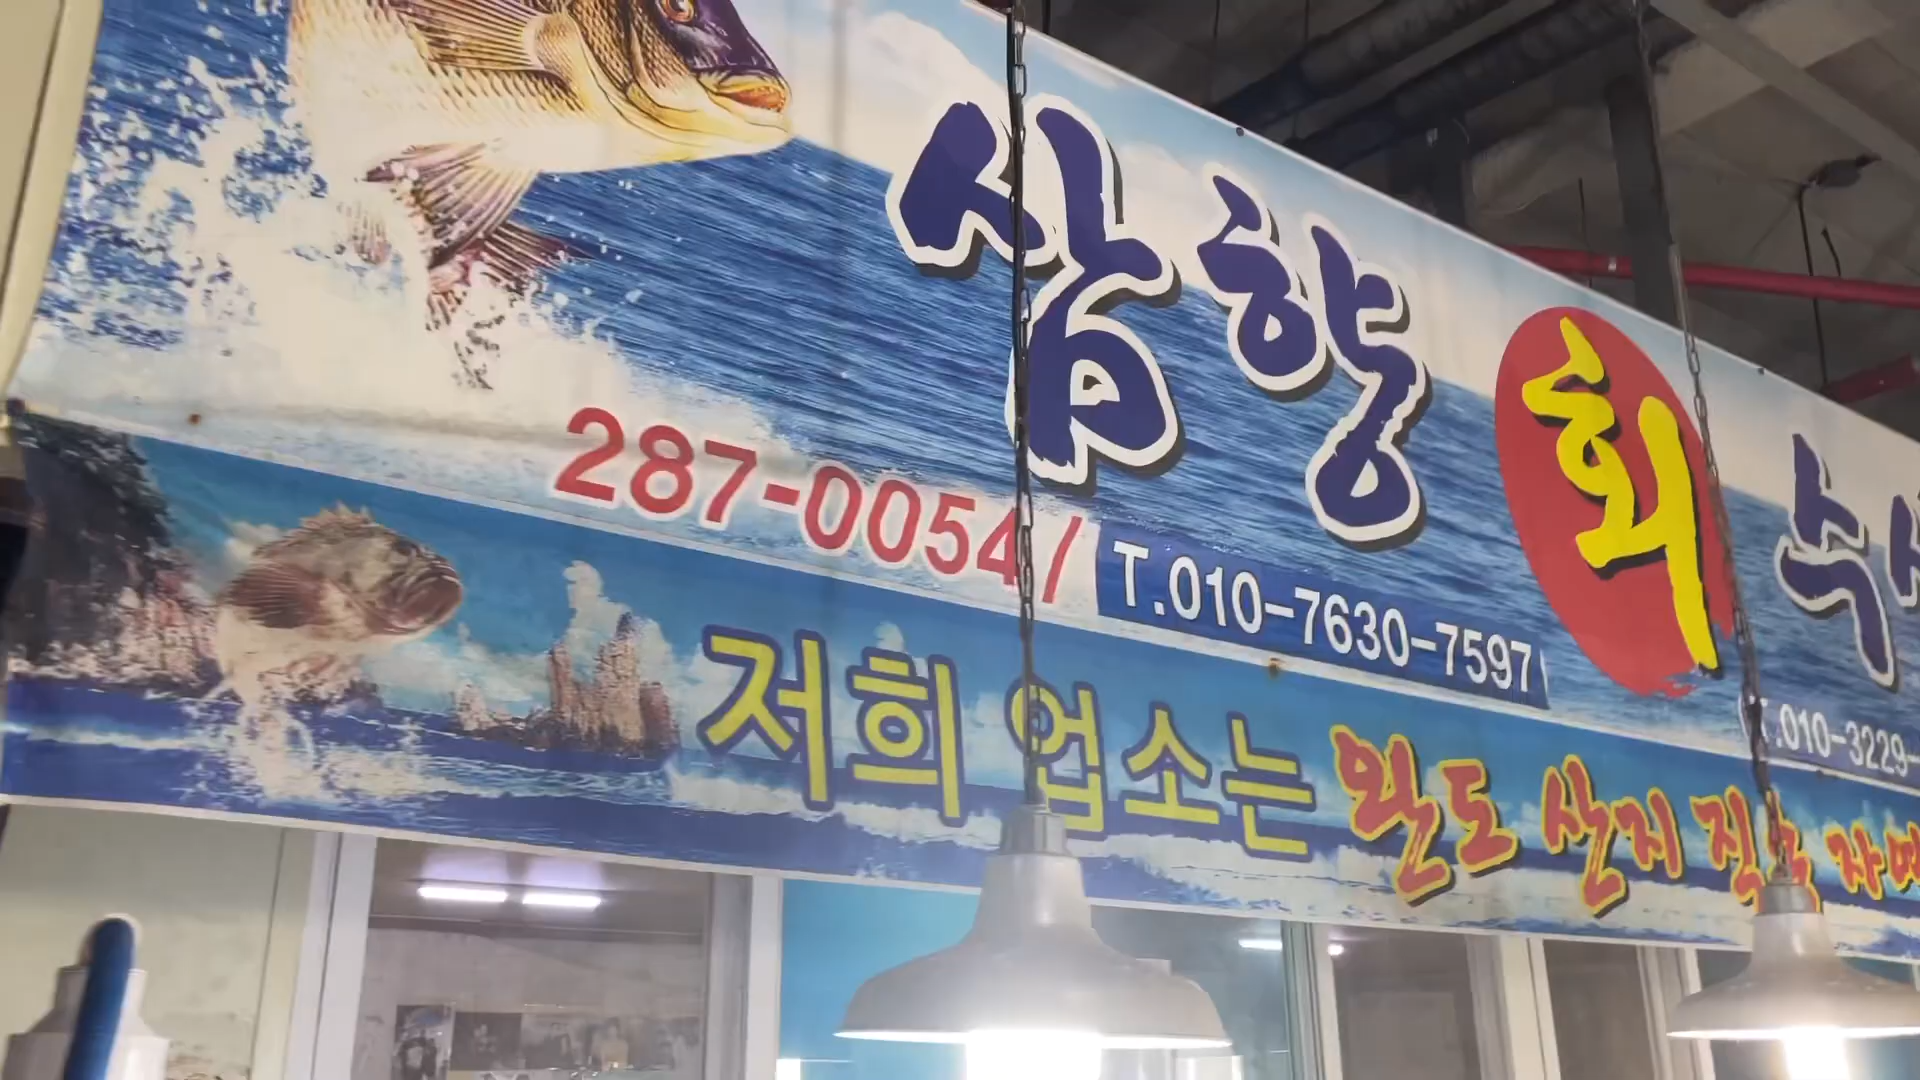 삼향 회 수
287-0054/ T.010-7630-7597
T.010-3229-
저희 업소는 완도 산지